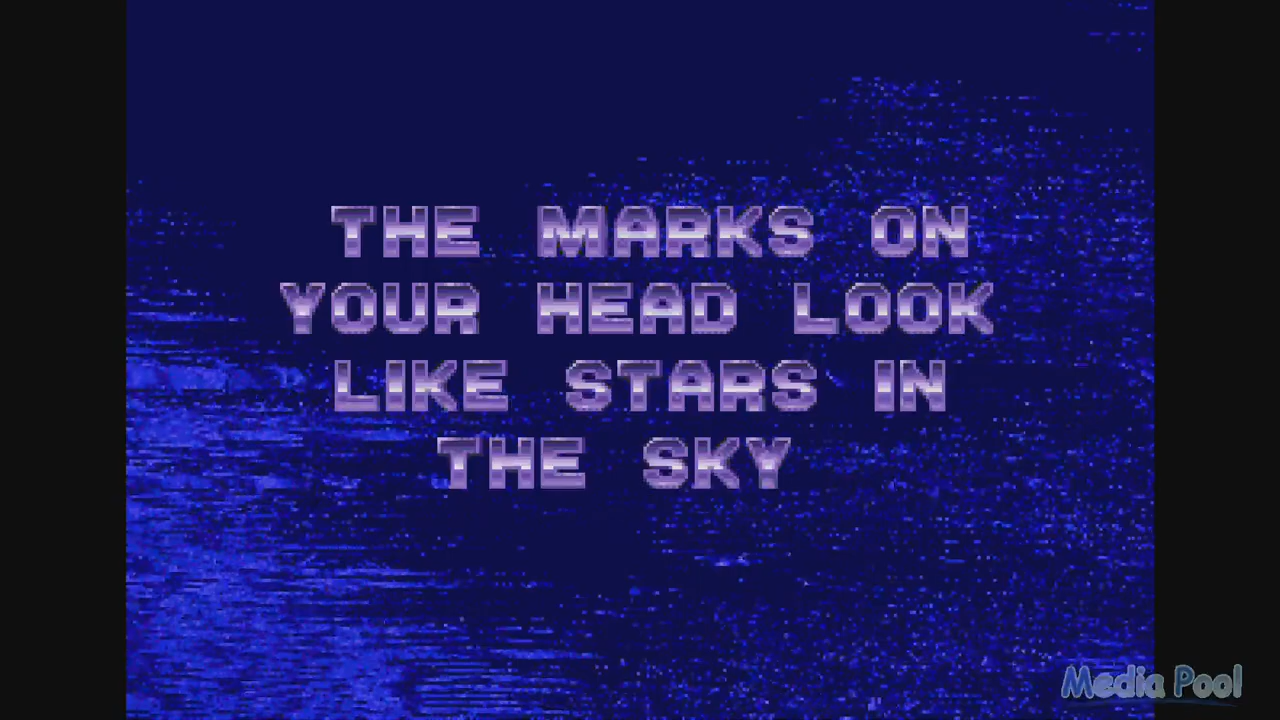 THE MARKS ON
YOUR HEAD LOOK
LIKE STARS IN
THE SKY
Media Pool